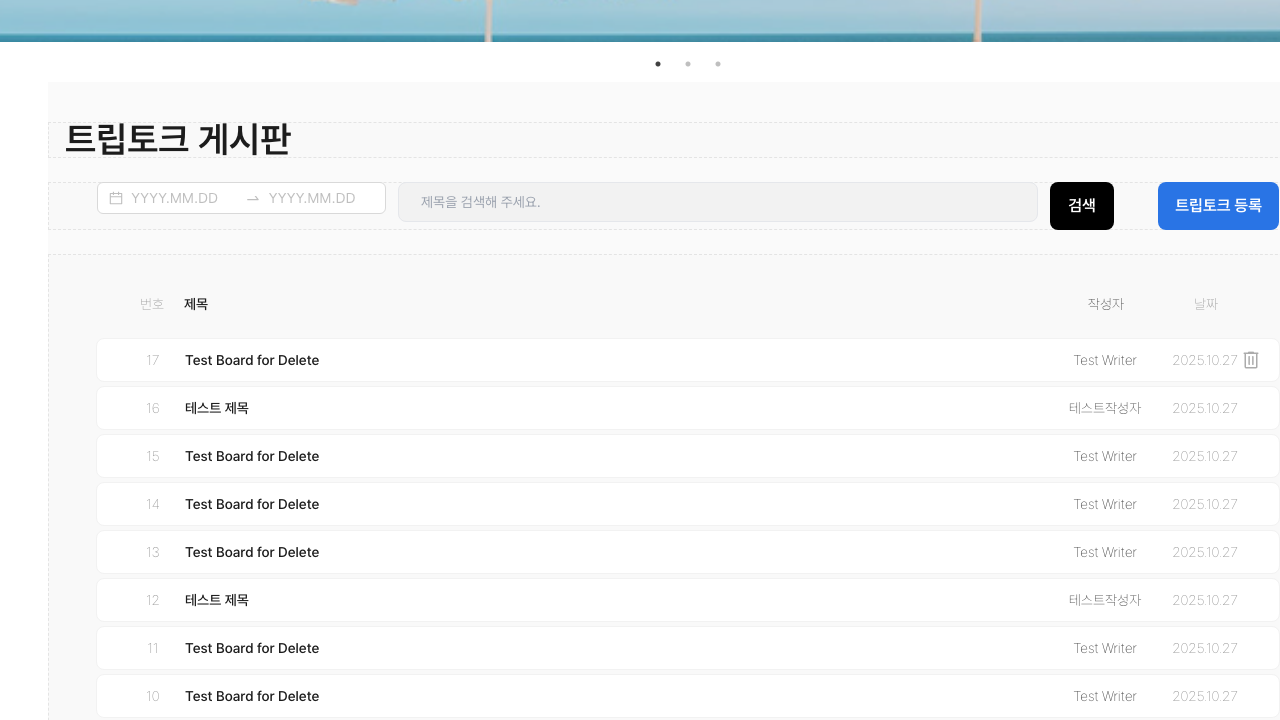 트립토크 게시판
YYYY.MM.DD → YYYY.MM.DD 제목을 검색해 주세요. 검색 트립토크 등록
번호 제목 작성자 날짜
17 Test Board for Delete Test Writer 2025.10.27
16 테스트 제목 테스트작성자 2025.10.27
15 Test Board for Delete Test Writer 2025.10.27
14 Test Board for Delete Test Writer 2025.10.27
13 Test Board for Delete Test Writer 2025.10.27
12 테스트 제목 테스트작성자 2025.10.27
11 Test Board for Delete Test Writer 2025.10.27
10 Test Board for Delete Test Writer 2025.10.27